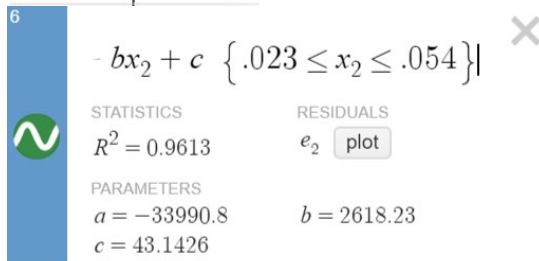 6
bx₂ + c {.023 ≤ x₂ ≤ .054}
STATISTICS RESIDUALS
R² = 0.9613 e₂ plot
PARAMETERS
a = −33990.8 b = 2618.23
c = 43.1426